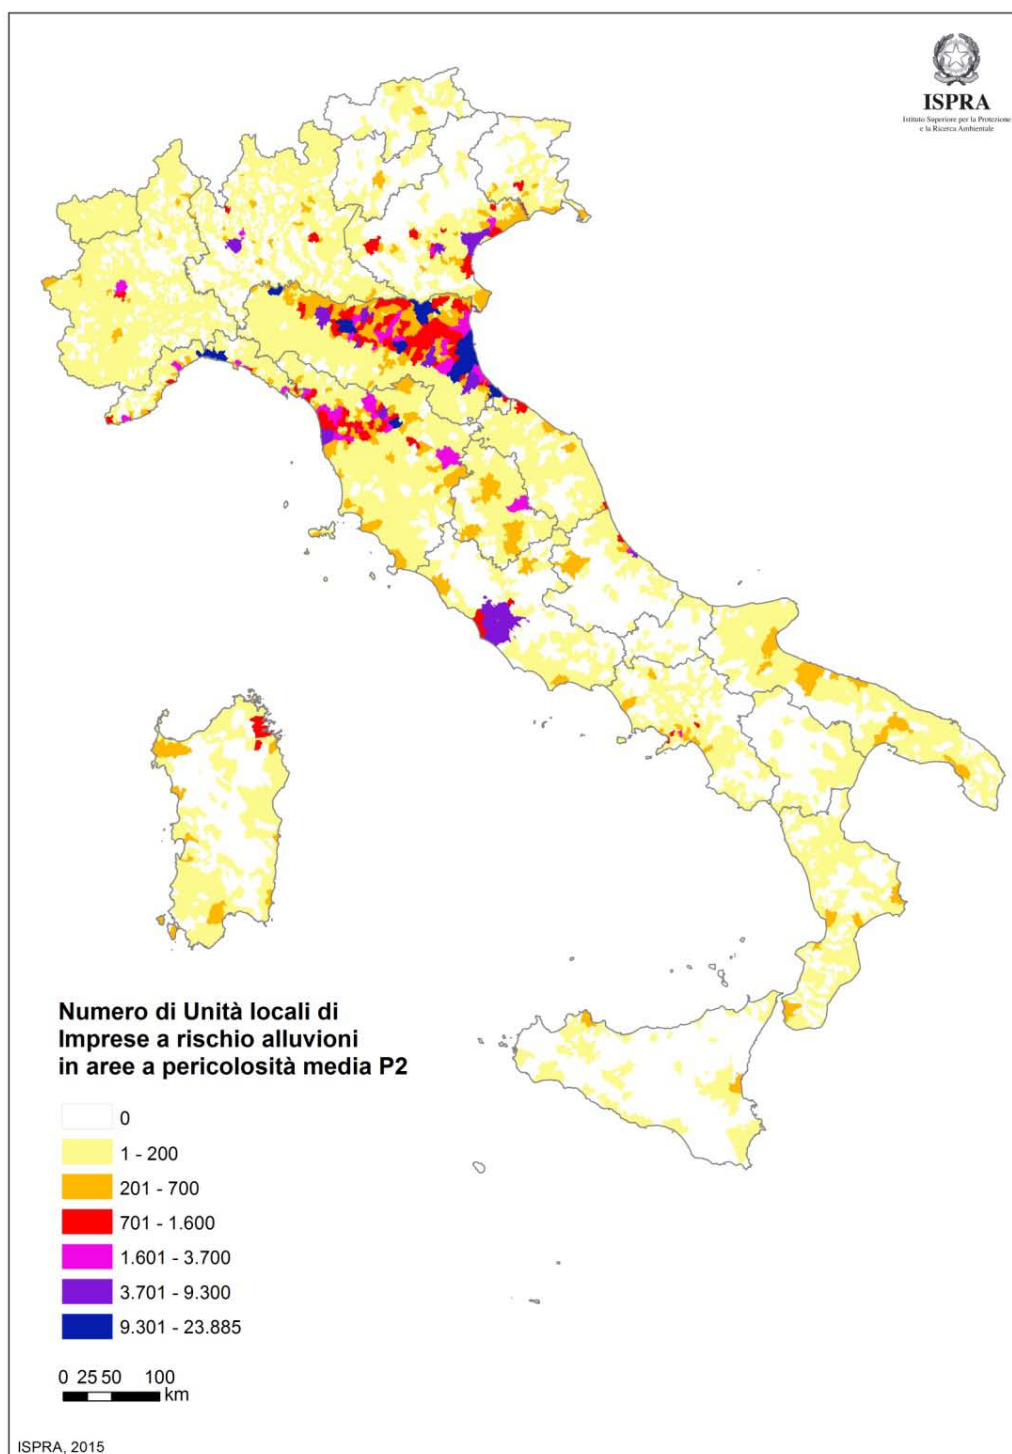 ISPRA
Istituto Superiore per la Protezione
e la Ricerca Ambientale
Numero di Unità locali di
Imprese a rischio alluvioni
in aree a pericolosità media P2
0
1 - 200
201 - 700
701 - 1.600
1.601 - 3.700
3.701 - 9.300
9.301 - 23.885
0 25 50 100
km
ISPRA, 2015